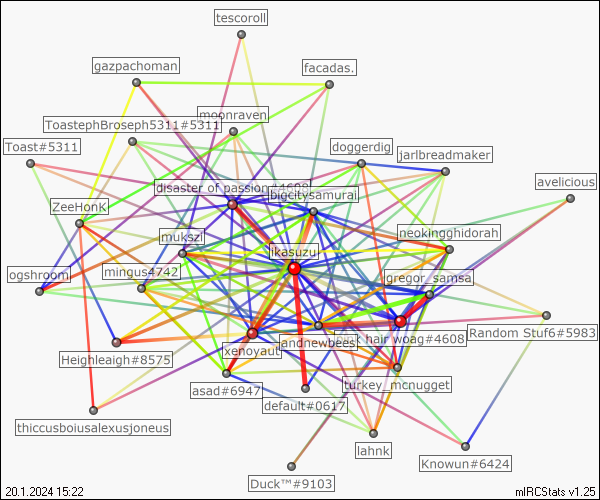 tescoroll
gazpachoman
facadas.
moonraven
ToastephBroseph5311#5311
Toast#5311
doggerdig
jarlbreadmaker
avelicious
disaster of passion#4608
bigcitysamurai
ZeeHonk
mukszi
neokingghidorah
ikasuzu
ogshroom
mingus4742
gregor_samsa
Random Stuf6#5983
andnewbees
hair woag#4608
xenoyaut
Heighleaigh#8575
turkey_mcnugget
asad#6947
default#0617
thiccusboiusalexusjoneus
lahnk
Knowun#6424
Duck™#9103
20.1.2024 15:22
mIRCStats v1.25